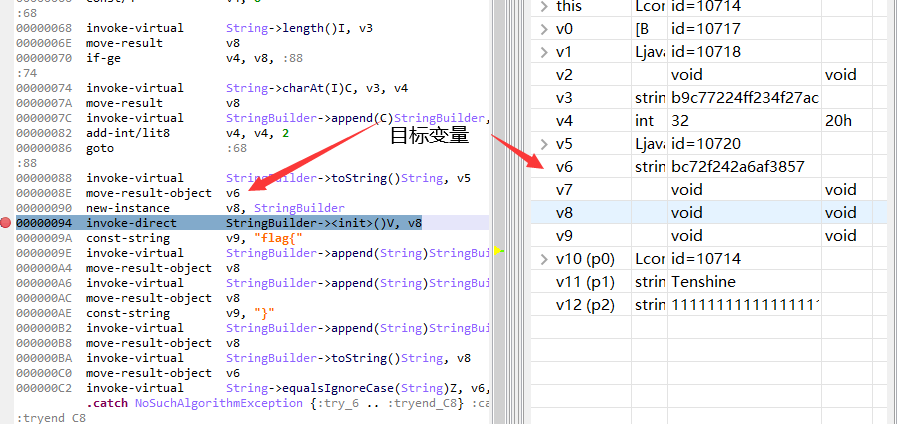 :68
00000068 invoke-virtual String->length()I, v3
0000006E move-result v8
00000070 if-ge v4, v8, :88
:74
00000074 invoke-virtual String->charAt(I)C, v3, v4
0000007A move-result v8
0000007C invoke-virtual StringBuilder->append(C)StringBuilder,
00000082 add-int/lit8 v4, v4, 2
00000086 goto :68
:88
00000088 invoke-virtual StringBuilder->toString()String, v5
0000008E move-result-object v6
00000090 new-instance v8, StringBuilder
00000094 invoke-direct StringBuilder-><init>()V, v8
0000009A const-string v9, "flag{"
0000009E invoke-virtual StringBuilder->append(String)StringBui
000000A4 move-result-object v8
000000A6 invoke-virtual StringBuilder->append(String)StringBui
000000AC move-result-object v8
000000AE const-string v9, "}"
000000B2 invoke-virtual StringBuilder->append(String)StringBui
000000B8 move-result-object v8
000000BA invoke-virtual StringBuilder->toString()String, v8
000000C0 move-result-object v6
000000C2 invoke-virtual String->equalsIgnoreCase(String)Z, v6,
.catch NoSuchAlgorithmException {:try_6 .. :tryend_C8} :ca
:tryend_C8
目标变量
this Lcor id=10714
v0 [B id=10717
v1 Ljava id=10718
v2 void void
v3 strin b9c77224ff234f27ac
v4 int 32 20h
v5 Ljava id=10720
v6 strin bc72f242a6af3857
v7 void void
v8 void void
v9 void void
v10 (p0) Lcor id=10714
v11 (p1) strin Tenshine
v12 (p2) strin 11111111111111111